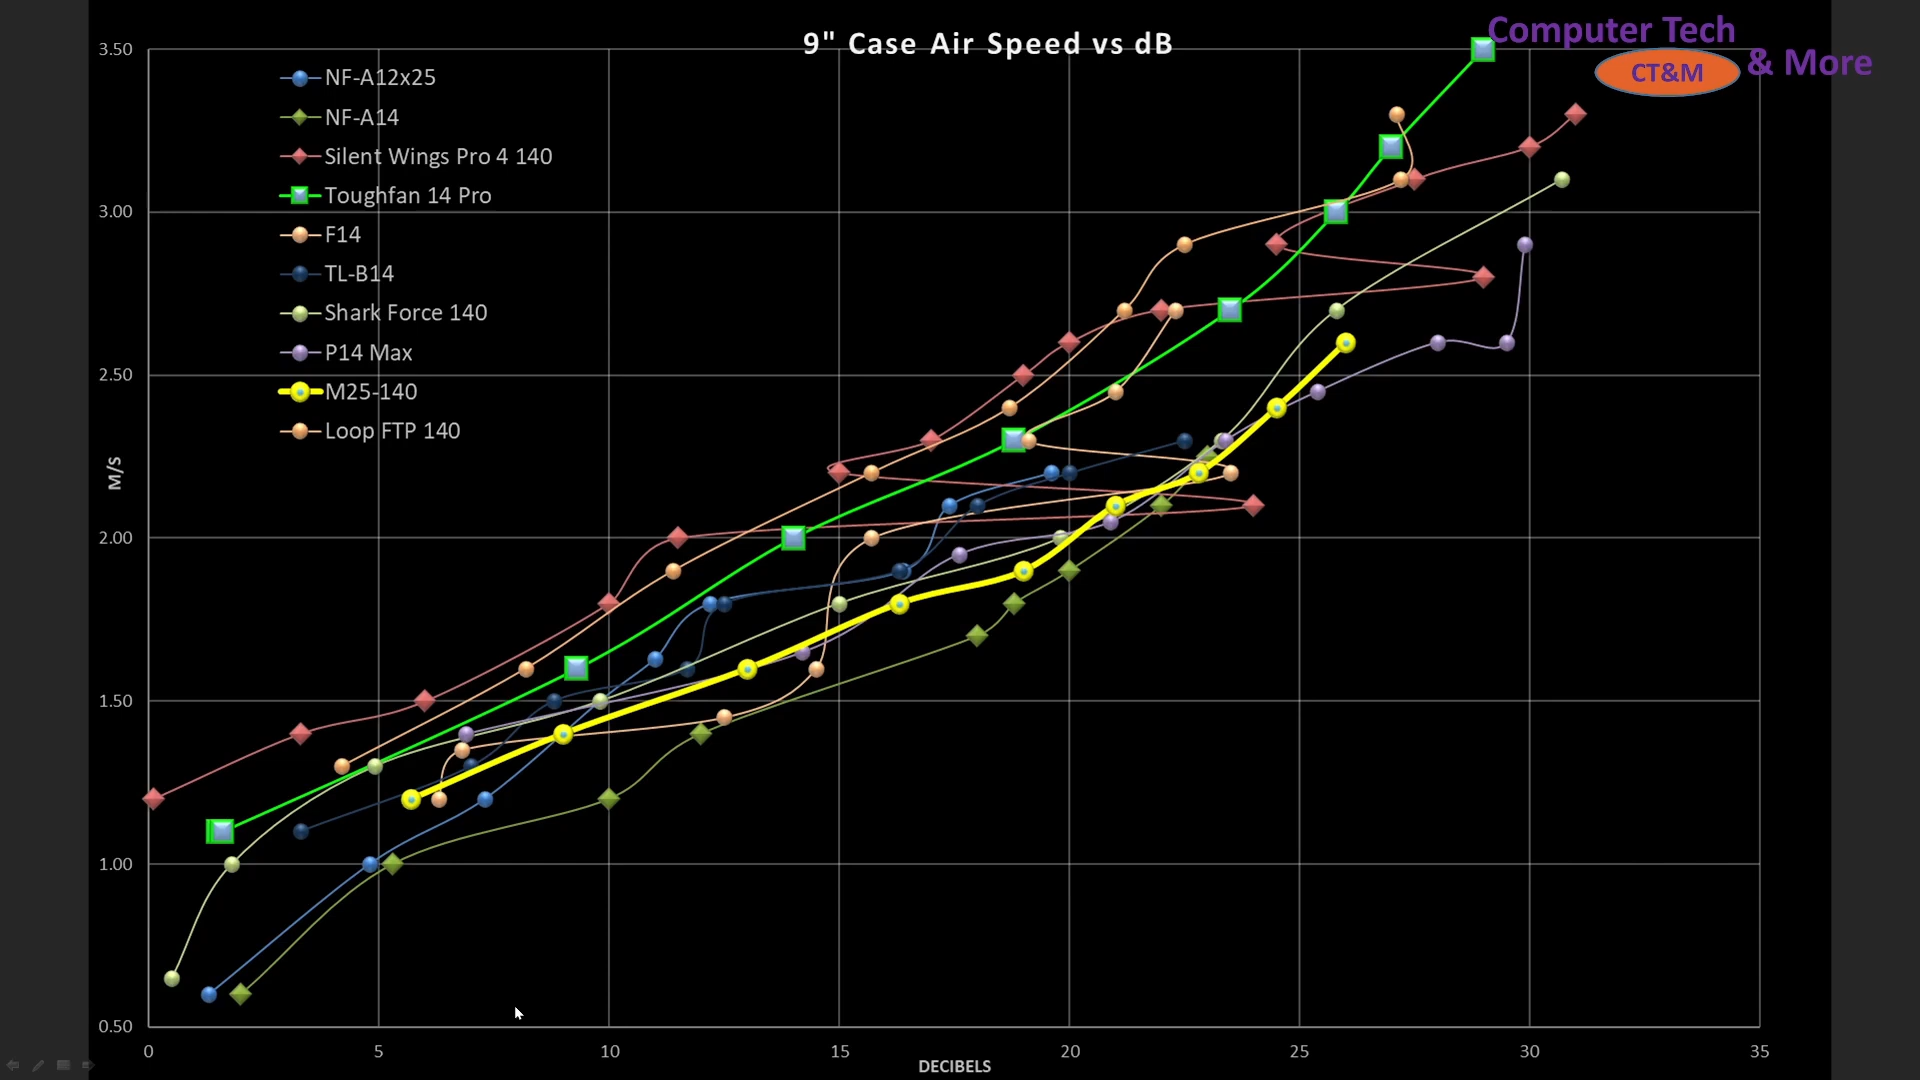 9" Case Air Speed vs dB
Computer Tech
& More
CT&M
3.50
3.00
2.50
2.00
1.50
1.00
0.50
M/S
NF-A12x25
NF-A14
Silent Wings Pro 4 140
Toughfan 14 Pro
F14
TL-B14
Shark Force 140
P14 Max
M25-140
Loop FTP 140
0 5 10 15 20 25 30 35
DECIBELS